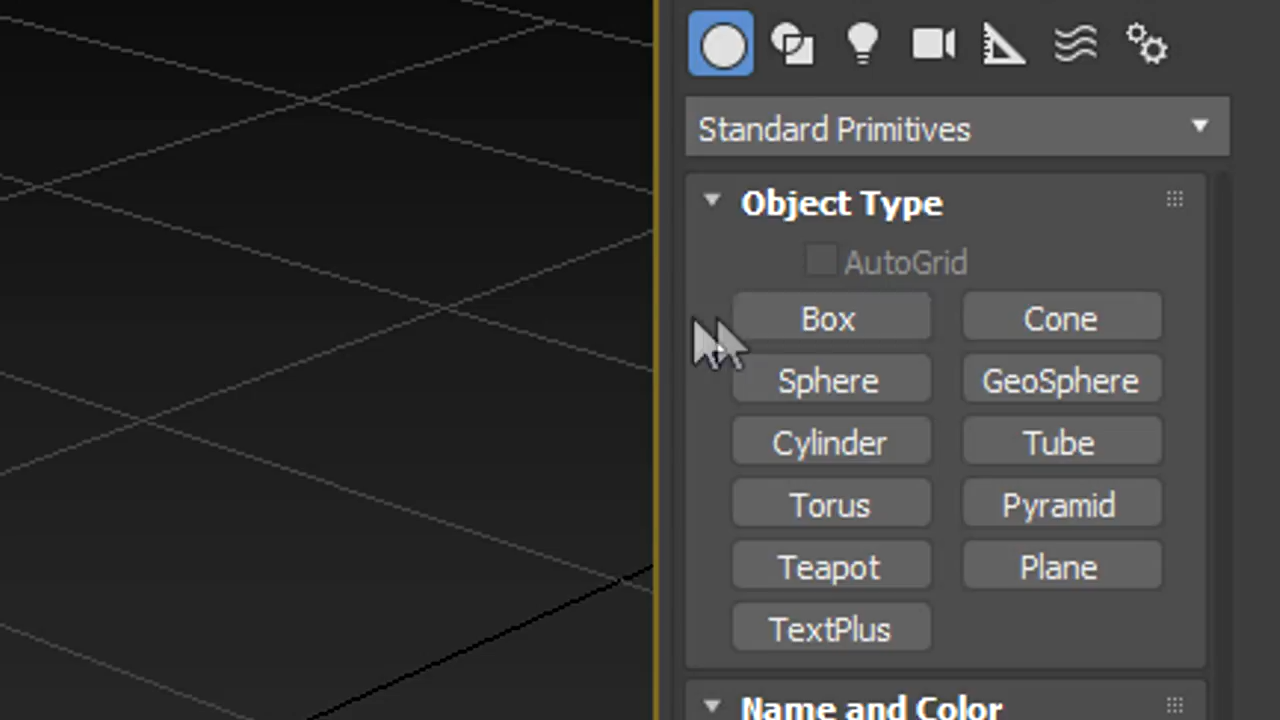 Standard Primitives
Object Type
AutoGrid
Box Cone
Sphere GeoSphere
Cylinder Tube
Torus Pyramid
Teapot Plane
TextPlus
Name and Color